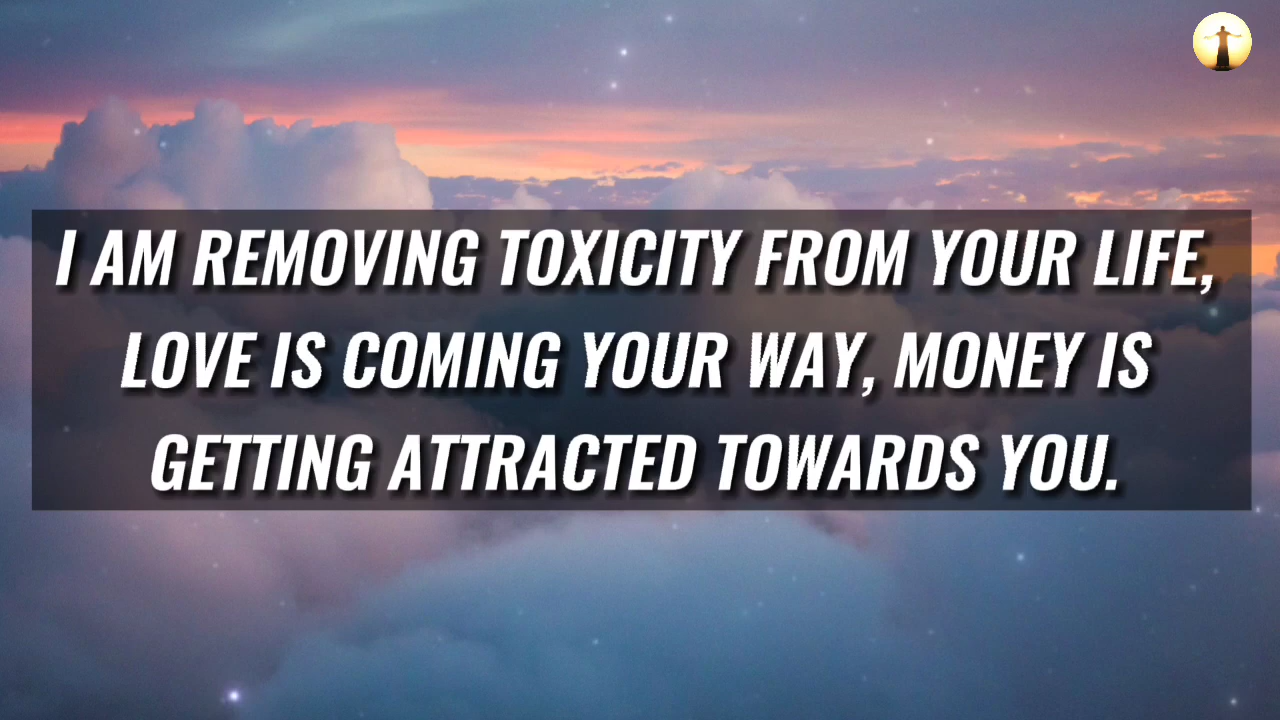 I AM REMOVING TOXICITY FROM YOUR LIFE,
LOVE IS COMING YOUR WAY, MONEY IS
GETTING ATTRACTED TOWARDS YOU.